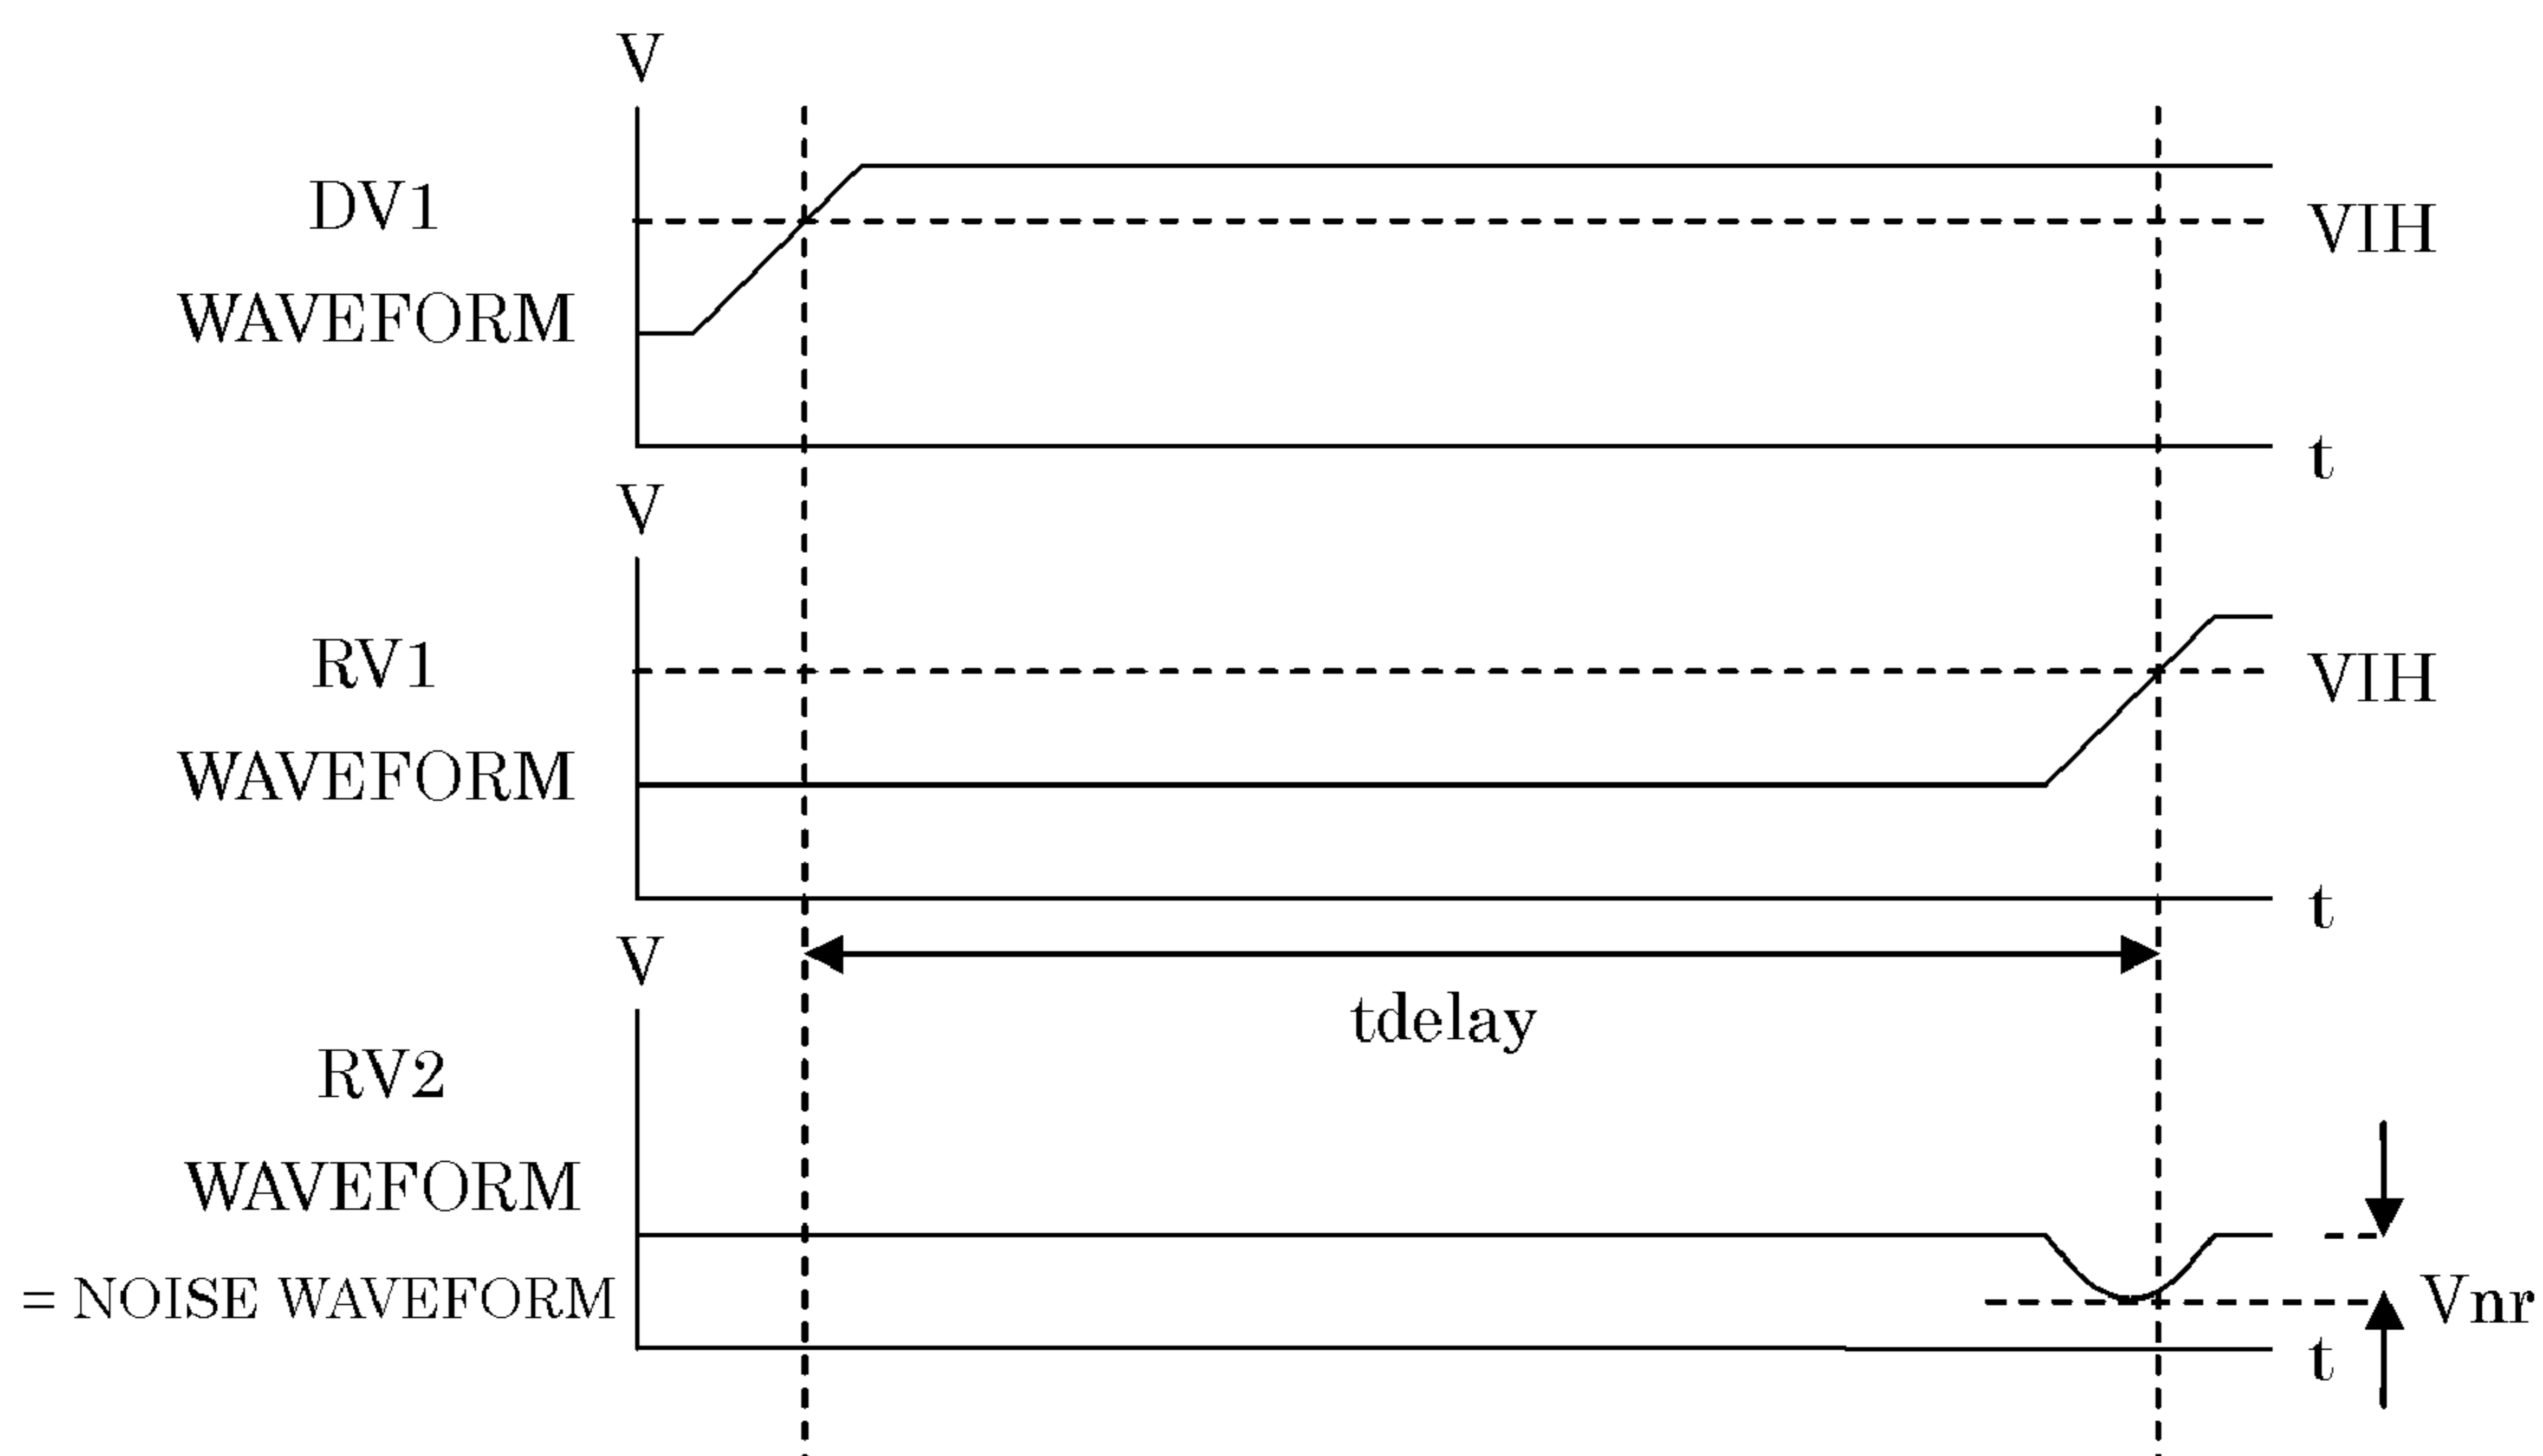 V
DV1
WAVEFORM
VIH
t
V
RV1
WAVEFORM
VIH
t
V
tdelay
RV2
WAVEFORM
= NOISE WAVEFORM
Vnr
t